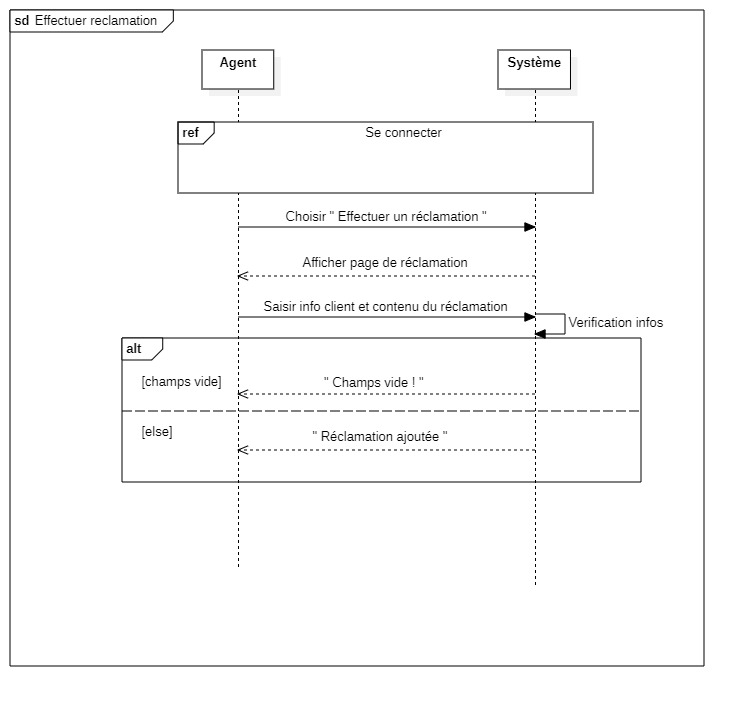 sd Effectuer reclamation
Agent
Système
ref
Se connecter
Choisir " Effectuer un réclamation "
Afficher page de réclamation
Saisir info client et contenu du réclamation
Verification infos
alt
[champs vide]
" Champs vide ! "
[else]
" Réclamation ajoutée "